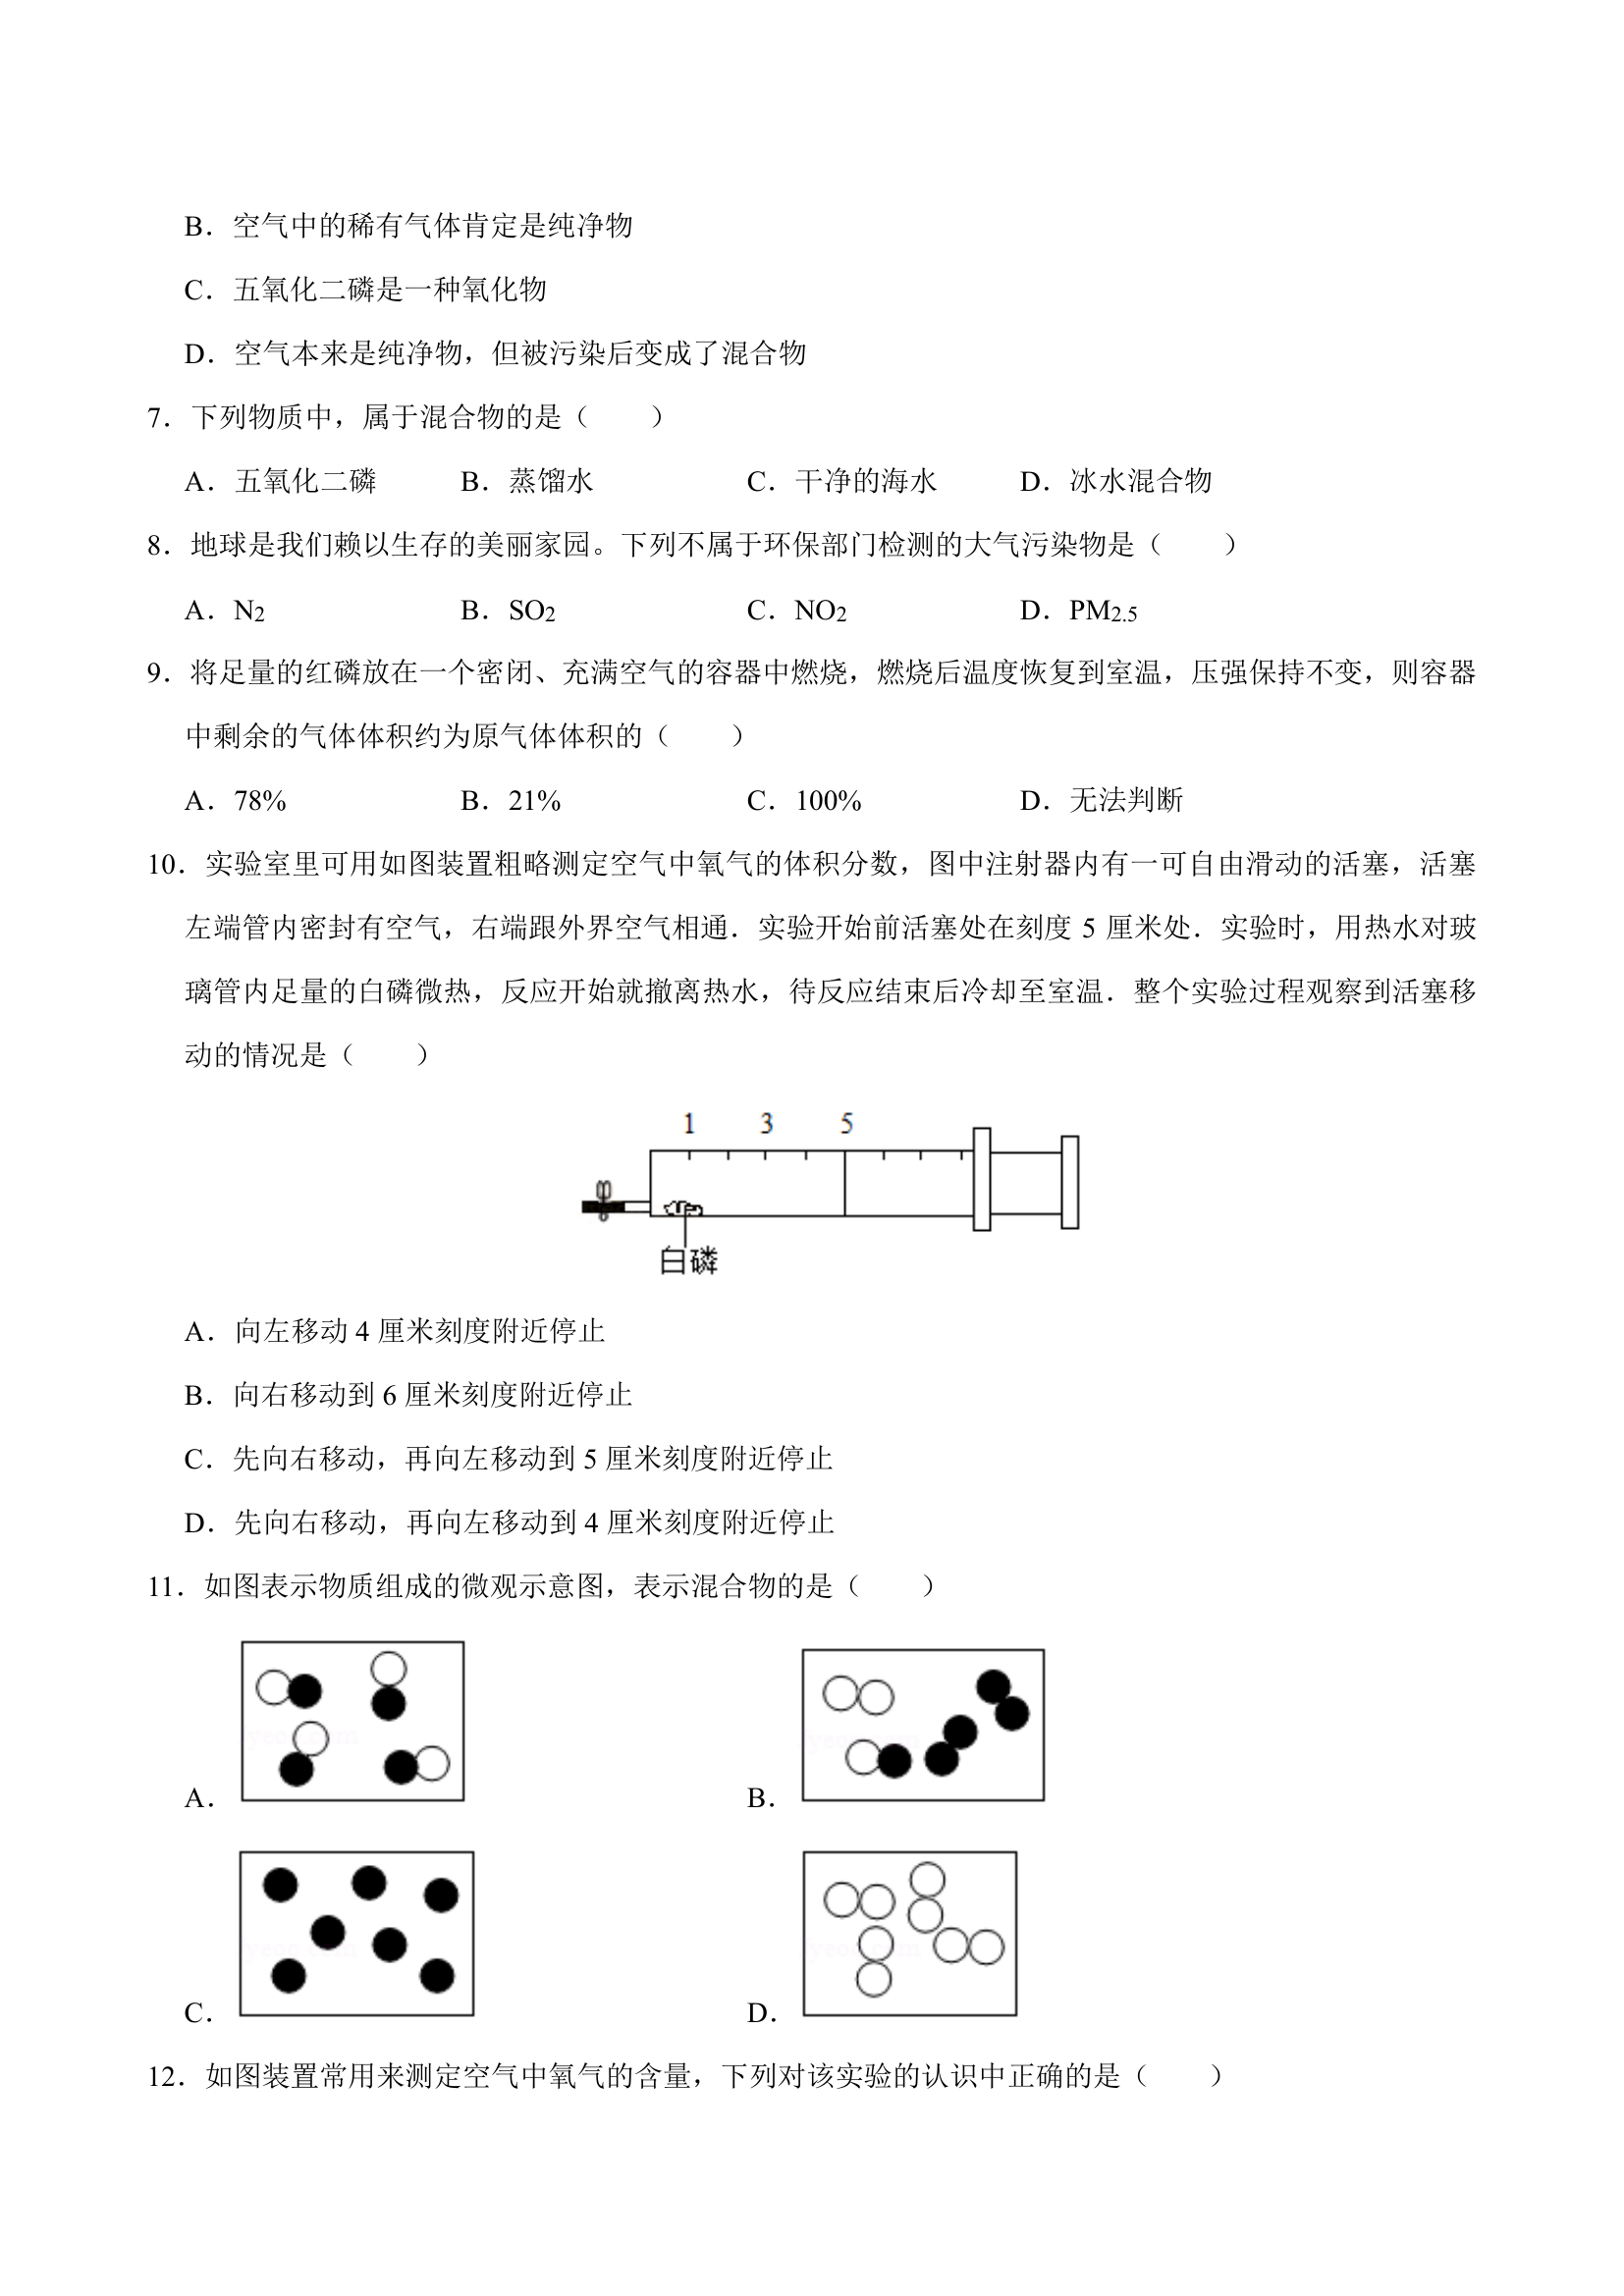 B．空气中的稀有气体肯定是纯净物
C．五氧化二磷是一种氧化物
D．空气本来是纯净物，但被污染后变成了混合物
7．下列物质中，属于混合物的是（　　）
A．五氧化二磷 B．蒸馏水 C．干净的海水 D．冰水混合物
8．地球是我们赖以生存的美丽家园。下列不属于环保部门检测的大气污染物是（　　）
A．N2 B．SO2 C．NO2 D．PM2.5
9．将足量的红磷放在一个密闭、充满空气的容器中燃烧，燃烧后温度恢复到室温，压强保持不变，则容器
中剩余的气体体积约为原气体体积的（　　）
A．78% B．21% C．100% D．无法判断
10．实验室里可用如图装置粗略测定空气中氧气的体积分数，图中注射器内有一可自由滑动的活塞，活塞
左端管内密封有空气，右端跟外界空气相通．实验开始前活塞处在刻度 5 厘米处．实验时，用热水对玻
璃管内足量的白磷微热，反应开始就撤离热水，待反应结束后冷却至室温．整个实验过程观察到活塞移
动的情况是（　　）
1 3 5
白磷
A．向左移动 4 厘米刻度附近停止
B．向右移动到 6 厘米刻度附近停止
C．先向右移动，再向左移动到 5 厘米刻度附近停止
D．先向右移动，再向左移动到 4 厘米刻度附近停止
11．如图表示物质组成的微观示意图，表示混合物的是（　　）
A． B．
C． D．
12．如图装置常用来测定空气中氧气的含量，下列对该实验的认识中正确的是（　　）